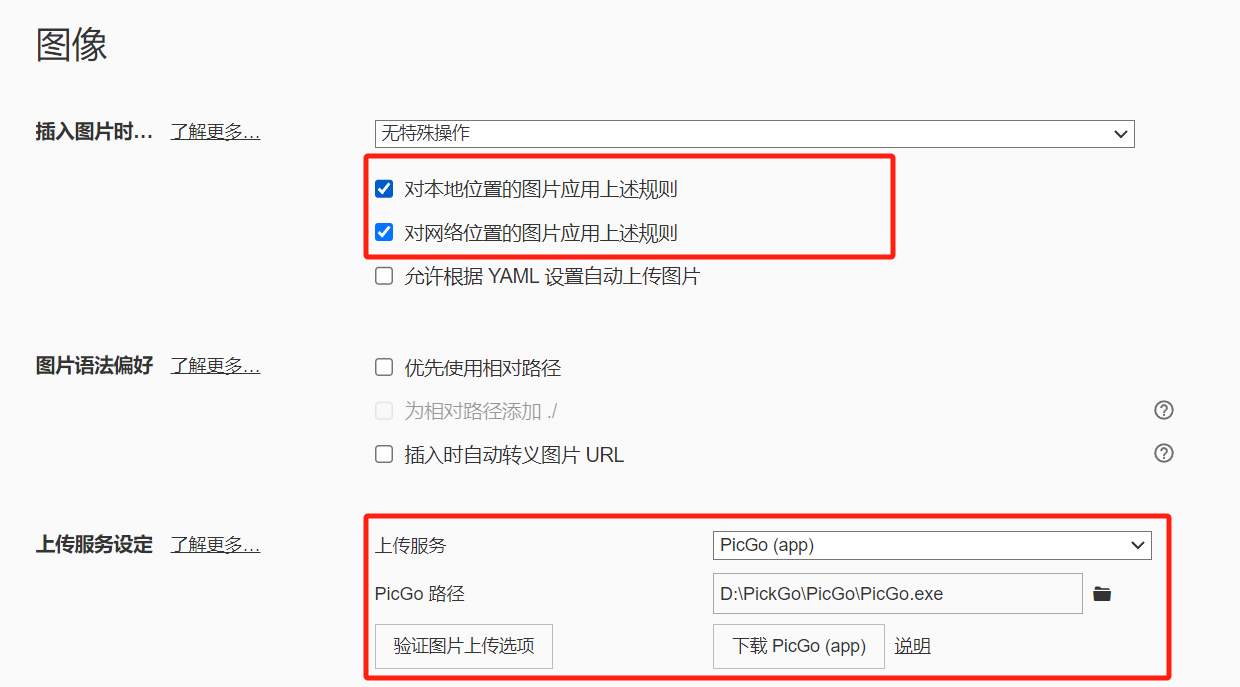 图像
插入图片时... 了解更多...
无特殊操作
对本地位置的图片应用上述规则
对网络位置的图片应用上述规则
允许根据 YAML 设置自动上传图片
图片语法偏好 了解更多...
优先使用相对路径
为相对路径添加 ./
插入时自动转义图片 URL
上传服务设定 了解更多...
上传服务 PicGo (app)
PicGo 路径 D:\PickGo\PicGo\PicGo.exe
验证图片上传选项 下载 PicGo (app) 说明